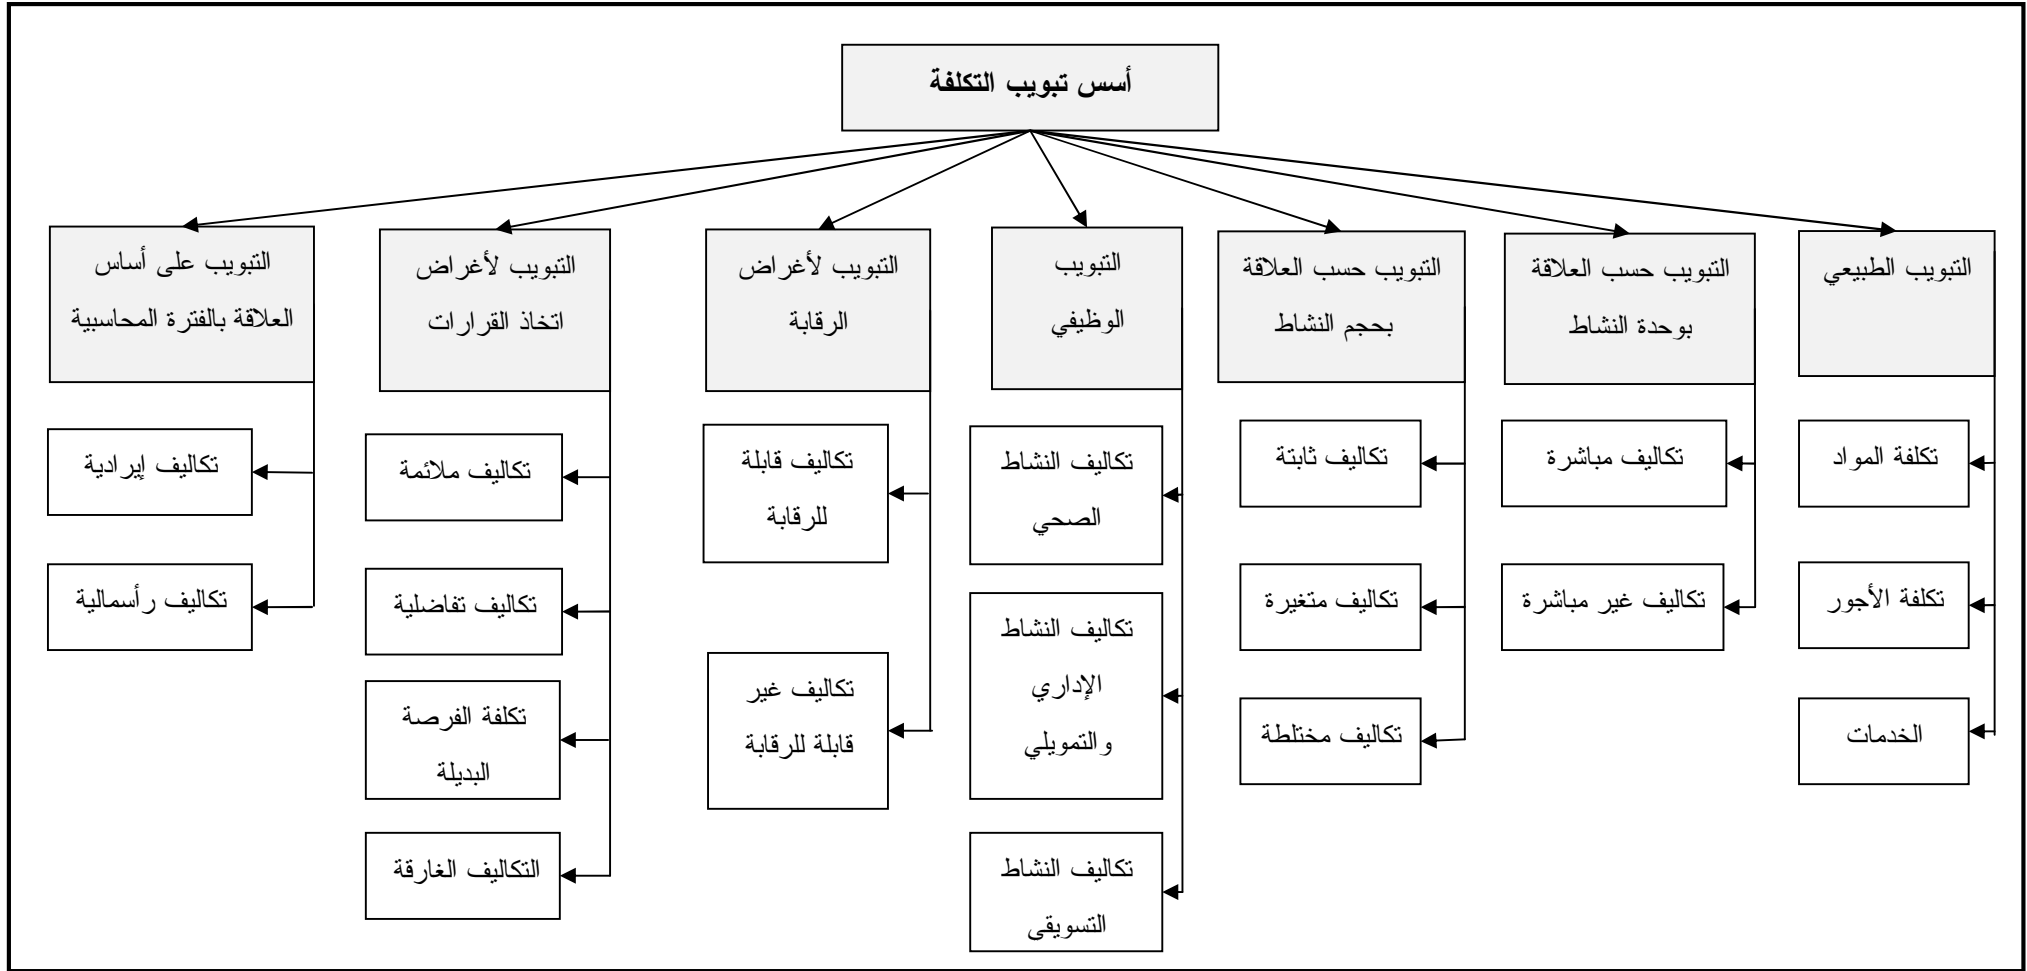 أسس تبويب التكلفة
التبويب الطبيعي
تكلفة المواد
تكلفة الأجور
الخدمات
التبويب حسب العلاقة
بوحدة النشاط
تكاليف مباشرة
تكاليف غير مباشرة
التبويب حسب العلاقة
بحجم النشاط
تكاليف ثابتة
تكاليف متغيرة
تكاليف مختلطة
التبويب
الوظيفي
تكاليف النشاط
الصحي
تكاليف النشاط
الإداري
والتمويلي
تكاليف النشاط
التسويقى
التبويب لأغراض
الرقابة
تكاليف قابلة
للرقابة
تكاليف غير
قابلة للرقابة
التبويب لأغراض
اتخاذ القرارات
تكاليف ملائمة
تكاليف تفاضلية
تكلفة الفرصة
البديلة
التكاليف الغارقة
التبويب على أساس
العلاقة بالفترة المحاسبية
تكاليف إيرادية
تكاليف رأسمالية